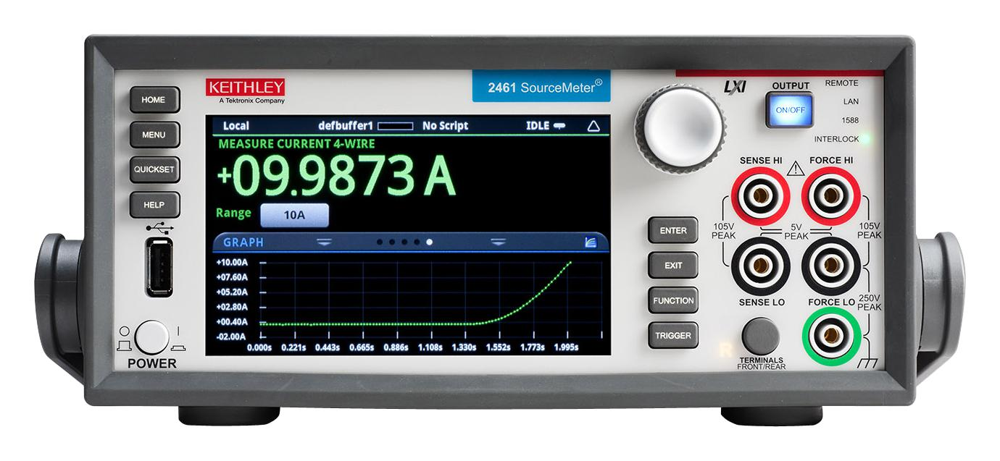 HOME
MENU
QUICKSET
HELP
POWER
KEITHLEY
A Tektronix Company
2461 SourceMeter®
Local defbuffer1 No Script IDLE
MEASURE CURRENT 4-WIRE
+09.9873 A
Range 10A
GRAPH
+10.00A
+07.60A
+05.20A
+02.80A
+00.40A
-02.00A
0.000s 0.221s 0.443s 0.665s 0.886s 1.108s 1.330s 1.552s 1.773s 1.995s
ENTER
EXIT
FUNCTION
TRIGGER
LXI
OUTPUT
ON/OFF
REMOTE
LAN
1588
INTERLOCK
SENSE HI FORCE HI
105V
PEAK
5V
PEAK
105V
PEAK
SENSE LO FORCE LO
250V
PEAK
R
TERMINALS
FRONT/REAR